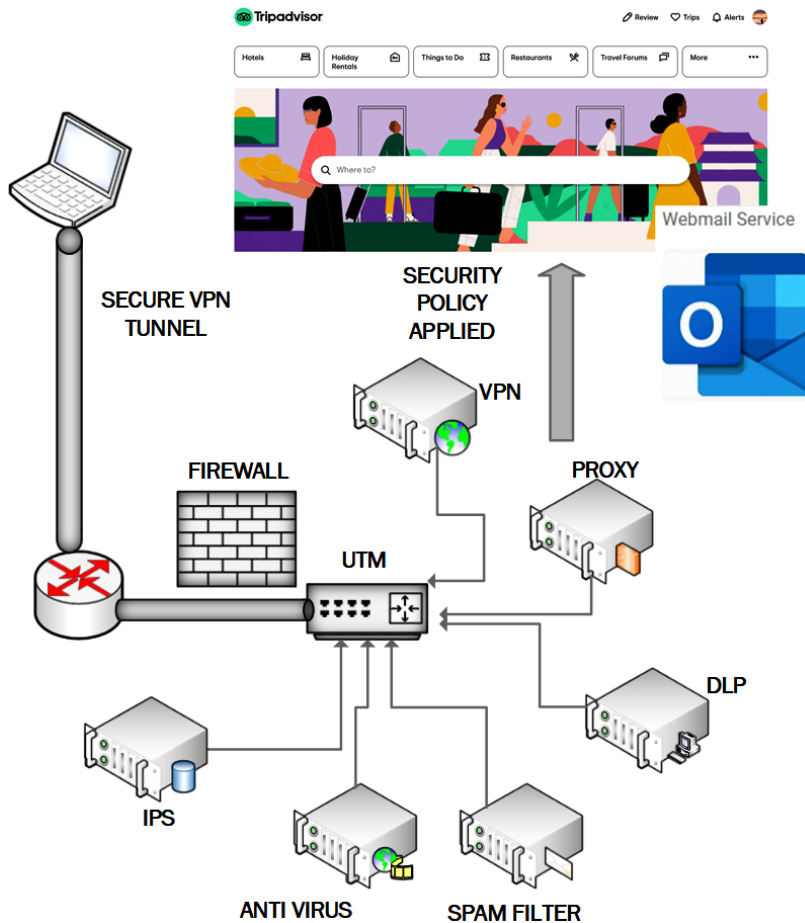 Tripadvisor
Review Trips Alerts
Hotels Holiday Rentals Things to Do Restaurants Travel Forums More
Where to?
Webmail Service
O
SECURITY
POLICY
APPLIED
SECURE VPN
TUNNEL
VPN
FIREWALL
PROXY
UTM
DLP
IPS
ANTI VIRUS
SPAM FILTER